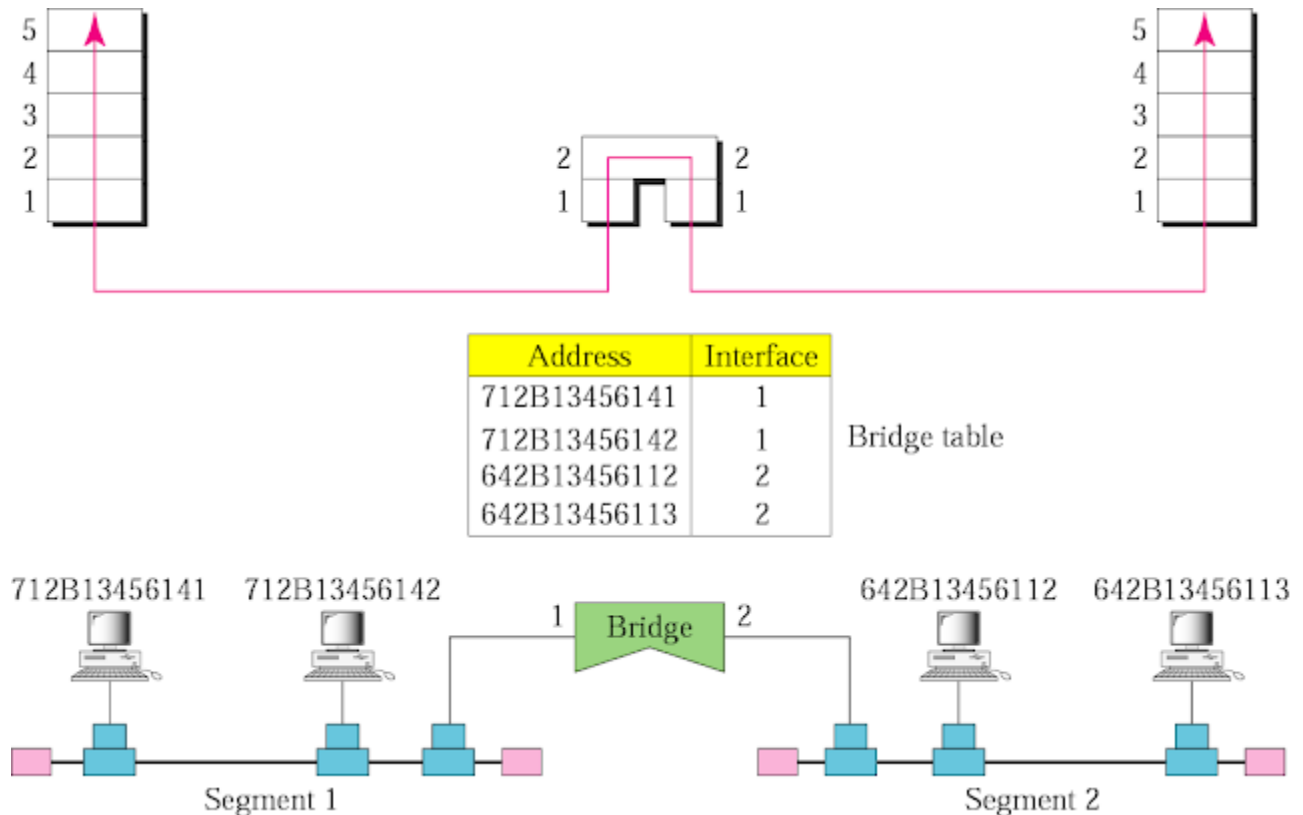 5 5
4 4
3 3
2 2 2 2
1 1 1 1
Address Interface
712B13456141 1
712B13456142 1
Bridge table
642B13456112 2
642B13456113 2
712B13456141 712B13456142 642B13456112 642B13456113
1 Bridge 2
Segment 1 Segment 2